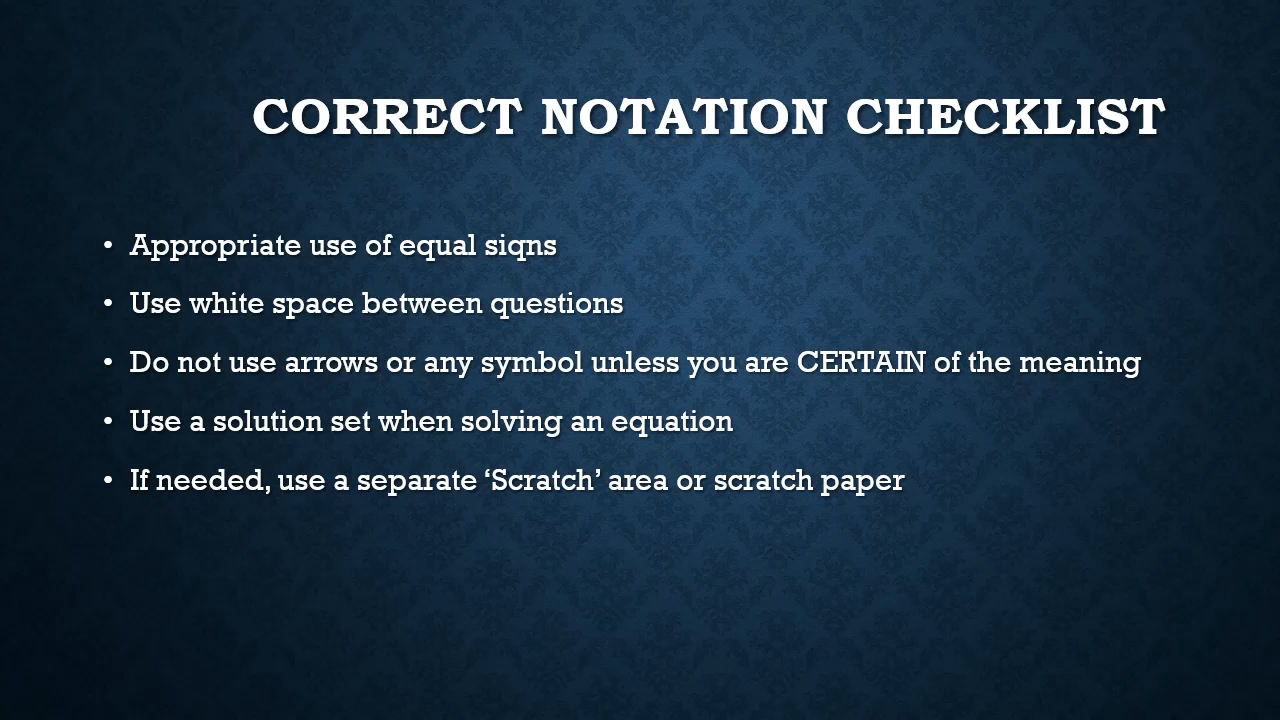 CORRECT NOTATION CHECKLIST
• Appropriate use of equal signs
• Use white space between questions
• Do not use arrows or any symbol unless you are CERTAIN of the meaning
• Use a solution set when solving an equation
• If needed, use a separate ‘Scratch’ area or scratch paper